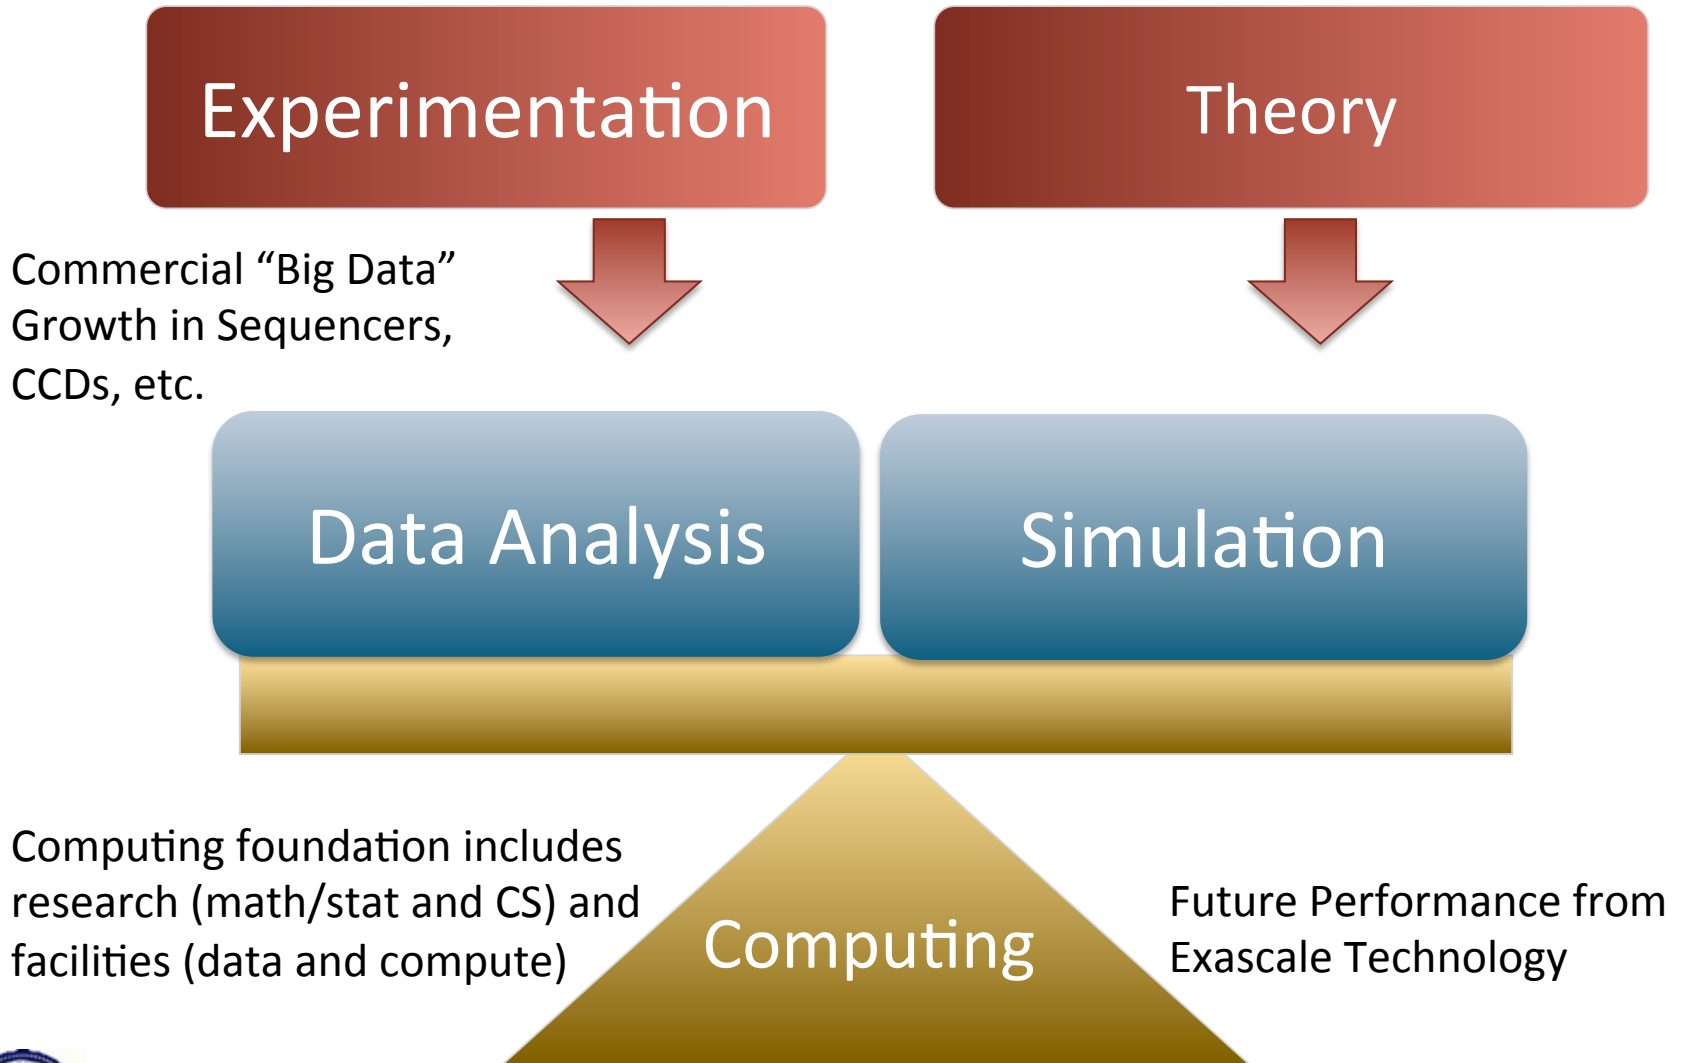 Experimentation
Theory
Commercial “Big Data”
Growth in Sequencers,
CCDs, etc.
Data Analysis
Simulation
Computing foundation includes
research (math/stat and CS) and
facilities (data and compute)
Computing
Future Performance from
Exascale Technology